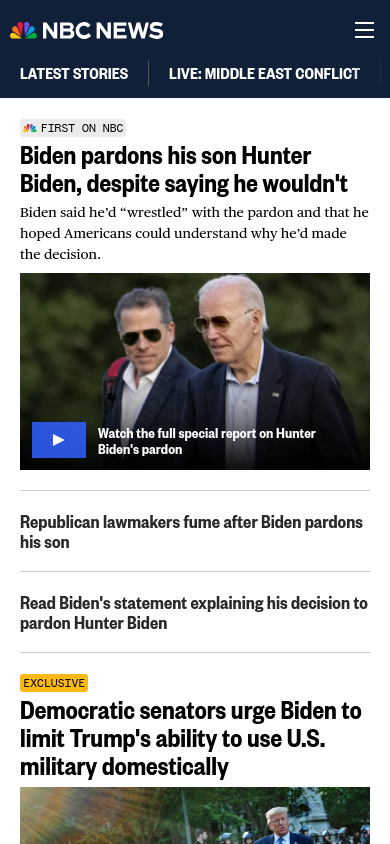 NBC NEWS
LATEST STORIES
LIVE: MIDDLE EAST CONFLICT
FIRST ON NBC
Biden pardons his son Hunter
Biden, despite saying he wouldn't
Biden said he’d “wrestled” with the pardon and that he
hoped Americans could understand why he’d made
the decision.
Watch the full special report on Hunter
Biden's pardon
Republican lawmakers fume after Biden pardons
his son
Read Biden's statement explaining his decision to
pardon Hunter Biden
EXCLUSIVE
Democratic senators urge Biden to
limit Trump's ability to use U.S.
military domestically